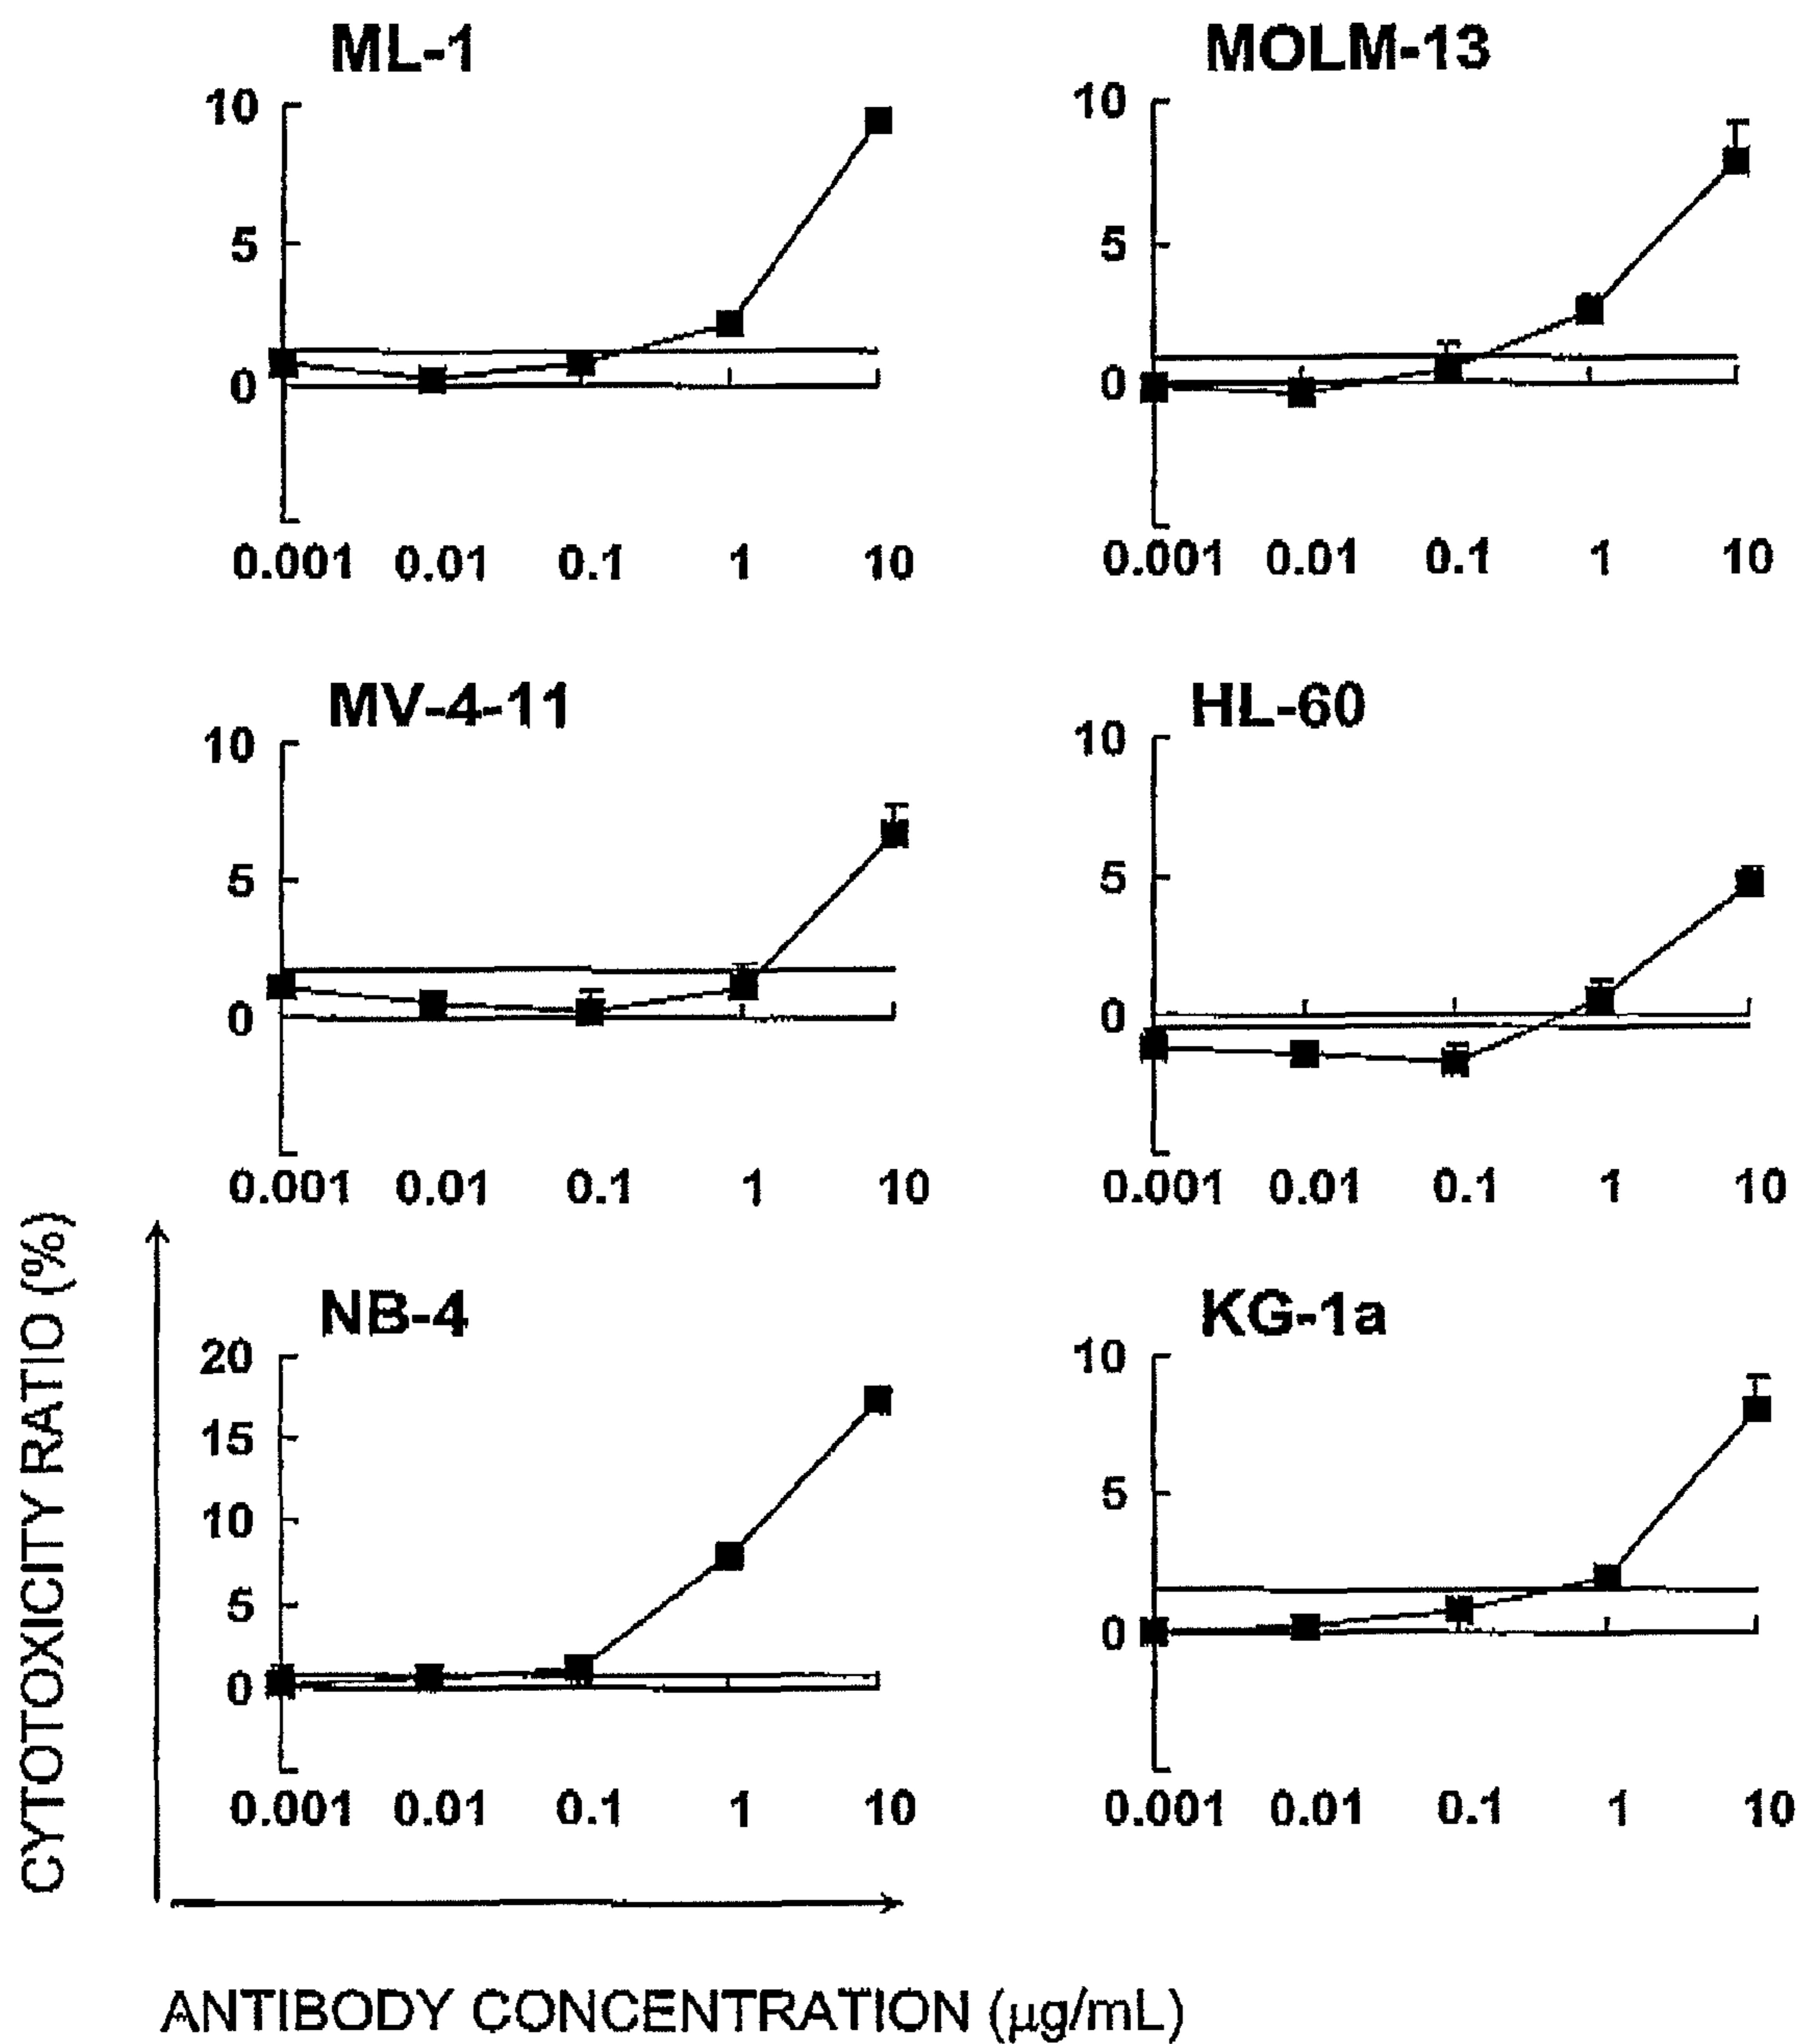 ML-1 MOLM-13
10 10
5 5
0 0
0.001 0.01 0.1 1 10 0.001 0.01 0.1 1 10
MV-4-11 HL-60
10 10
5 5
0 0
0.001 0.01 0.1 1 10 0.001 0.01 0.1 1 10
NB-4 KG-1a
20 10
15
10 5
5
0 0
0.001 0.01 0.1 1 10 0.001 0.01 0.1 1 10
CYTOTOXICITY RATIO (%)
ANTIBODY CONCENTRATION (µg/mL)